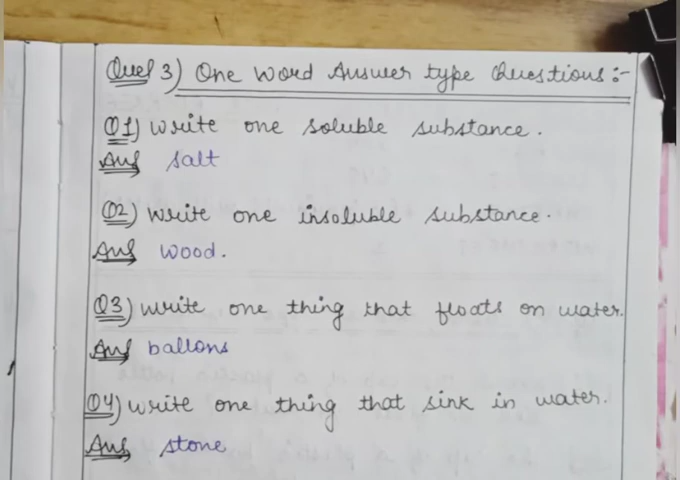 Ques 3) One Word Answer type Questions:-
Q1) Write one soluble substance.
Ans salt
Q2) Write one insoluble substance.
Ans wood.
Q3) Write one thing that floats on water.
Ans ballons
Q4) Write one thing that sink in water.
Ans stone